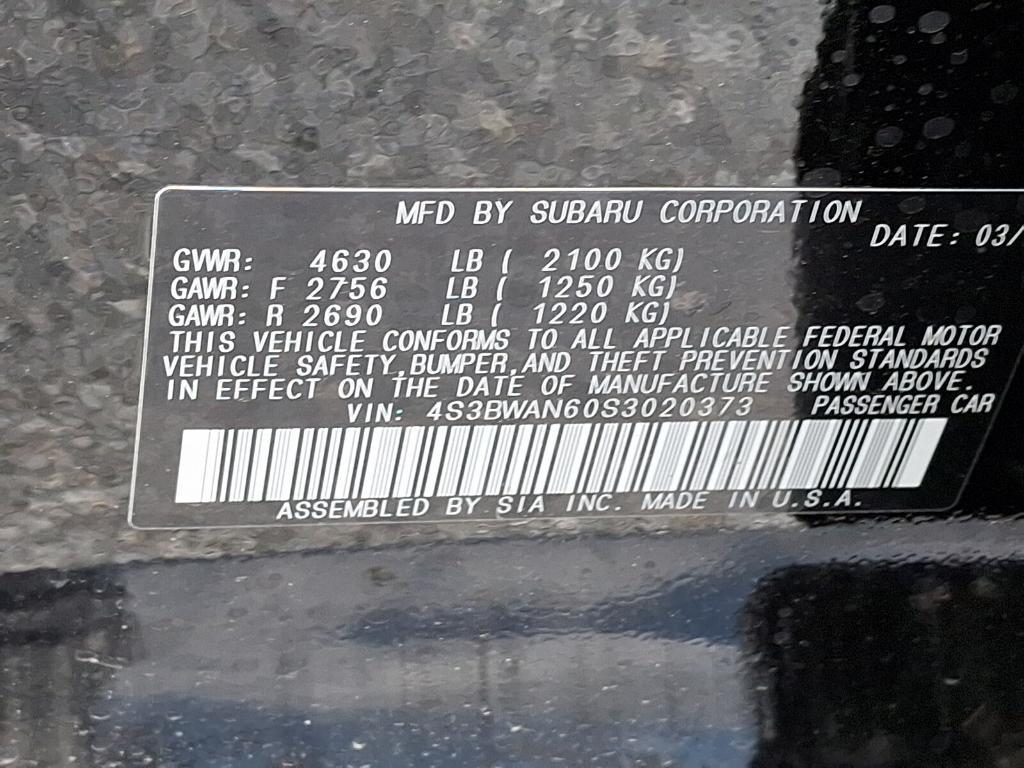 MFD BY SUBARU CORPORATION
DATE: 03/
GVWR: 4630 LB ( 2100 KG)
GAWR: F 2756 LB ( 1250 KG)
GAWR: R 2690 LB ( 1220 KG)
THIS VEHICLE CONFORMS TO ALL APPLICABLE FEDERAL MOTOR
VEHICLE SAFETY,BUMPER,AND THEFT PREVENTION STANDARDS
IN EFFECT ON THE DATE OF MANUFACTURE SHOWN ABOVE.
VIN: 4S3BWAN60S3020373 PASSENGER CAR
ASSEMBLED BY SIA INC. MADE IN U.S.A.